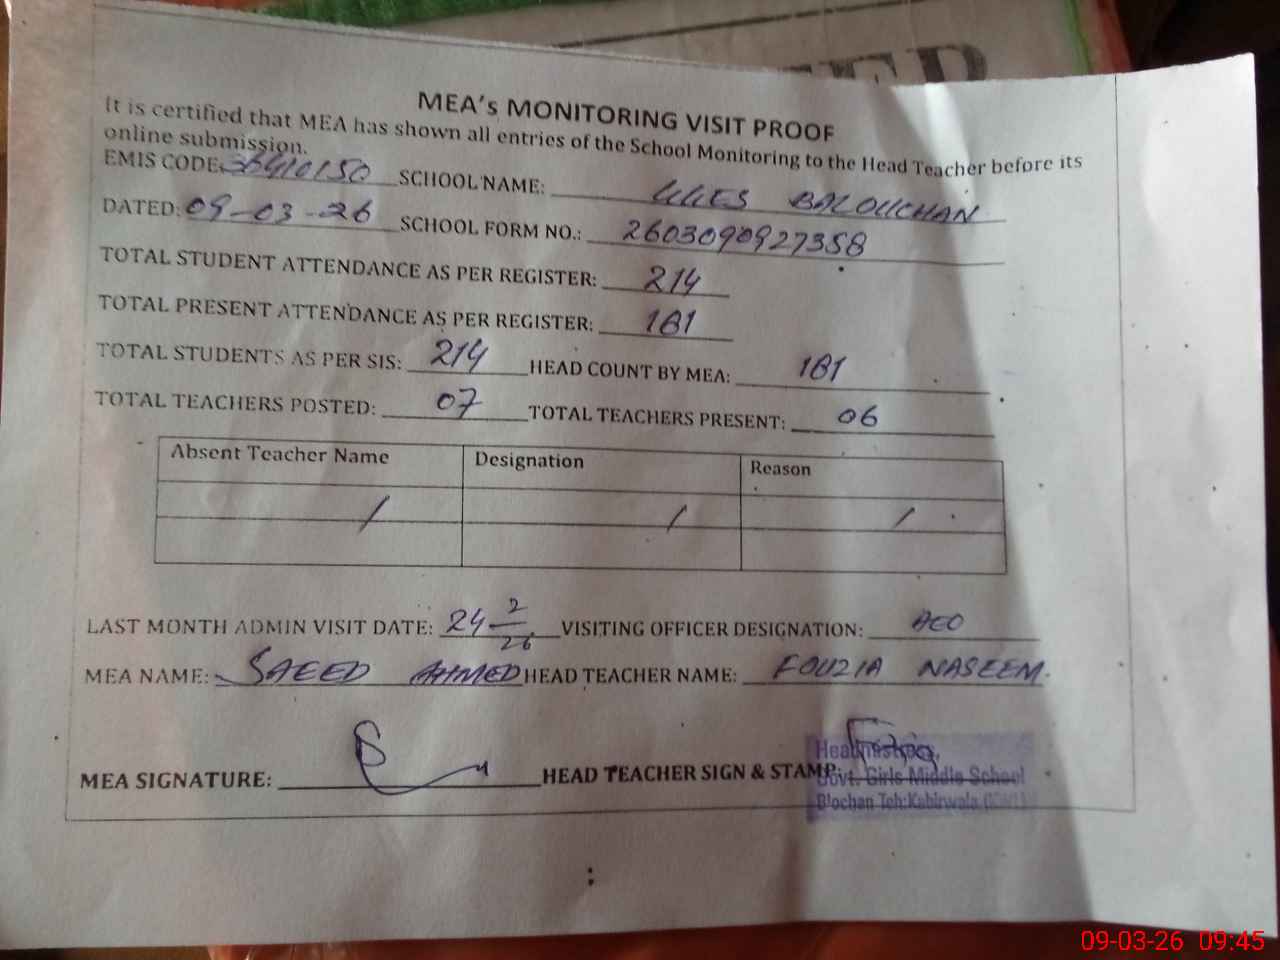 MEA's MONITORING VISIT PROOF
It is certified that MEA has shown all entries of the School Monitoring to the Head Teacher before its
online submission.
EMIS CODE: 36410150 SCHOOL NAME: GGES BALOUCHAN
DATED: 09-03-26 SCHOOL FORM NO.: 2603090927358
TOTAL STUDENT ATTENDANCE AS PER REGISTER: 214
TOTAL PRESENT ATTENDANCE AS PER REGISTER: 181
TOTAL STUDENTS AS PER SIS: 214 HEAD COUNT BY MEA: 181
TOTAL TEACHERS POSTED: 07 TOTAL TEACHERS PRESENT: 06
Absent Teacher Name Designation Reason
/ / /
LAST MONTH ADMIN VISIT DATE: 24 2/26 VISITING OFFICER DESIGNATION: AEO
MEA NAME: SAEED AHMED HEAD TEACHER NAME: FOUZIA NASEEM.
MEA SIGNATURE: HEAD TEACHER SIGN & STAMP:
Headmistress,
Govt. Girls Middle School
Blochan Teh: Kabirwala
09-03-26 09:45